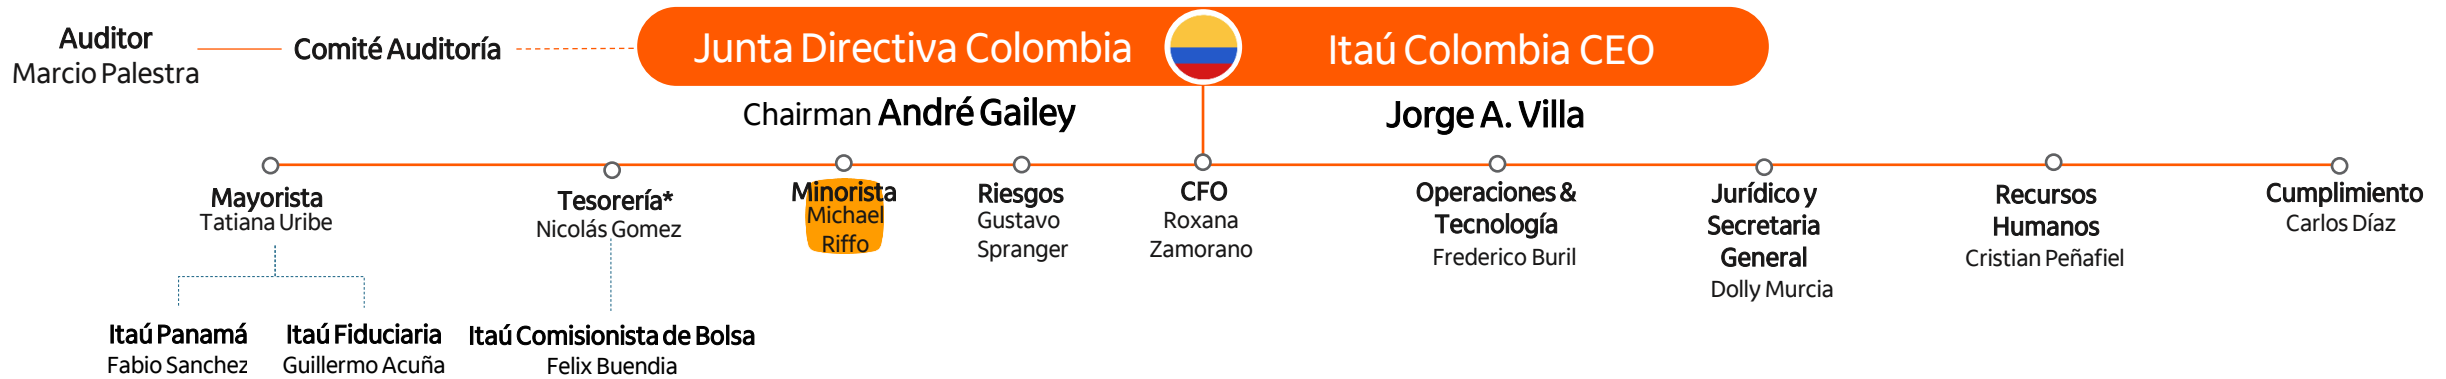 Auditor
Marcio Palestra
Comité Auditoría
Junta Directiva Colombia
Itaú Colombia CEO
Chairman André Gailey
Jorge A. Villa
Mayorista
Tatiana Uribe
Tesorería*
Nicolás Gomez
Minorista
Michael
Riffo
Riesgos
Gustavo
Spranger
CFO
Roxana
Zamorano
Operaciones &
Tecnología
Frederico Buril
Jurídico y
Secretaria
General
Dolly Murcia
Recursos
Humanos
Cristian Peñafiel
Cumplimiento
Carlos Díaz
Itaú Panamá
Fabio Sanchez
Itaú Fiduciaria
Guillermo Acuña
Itaú Comisionista de Bolsa
Felix Buendia